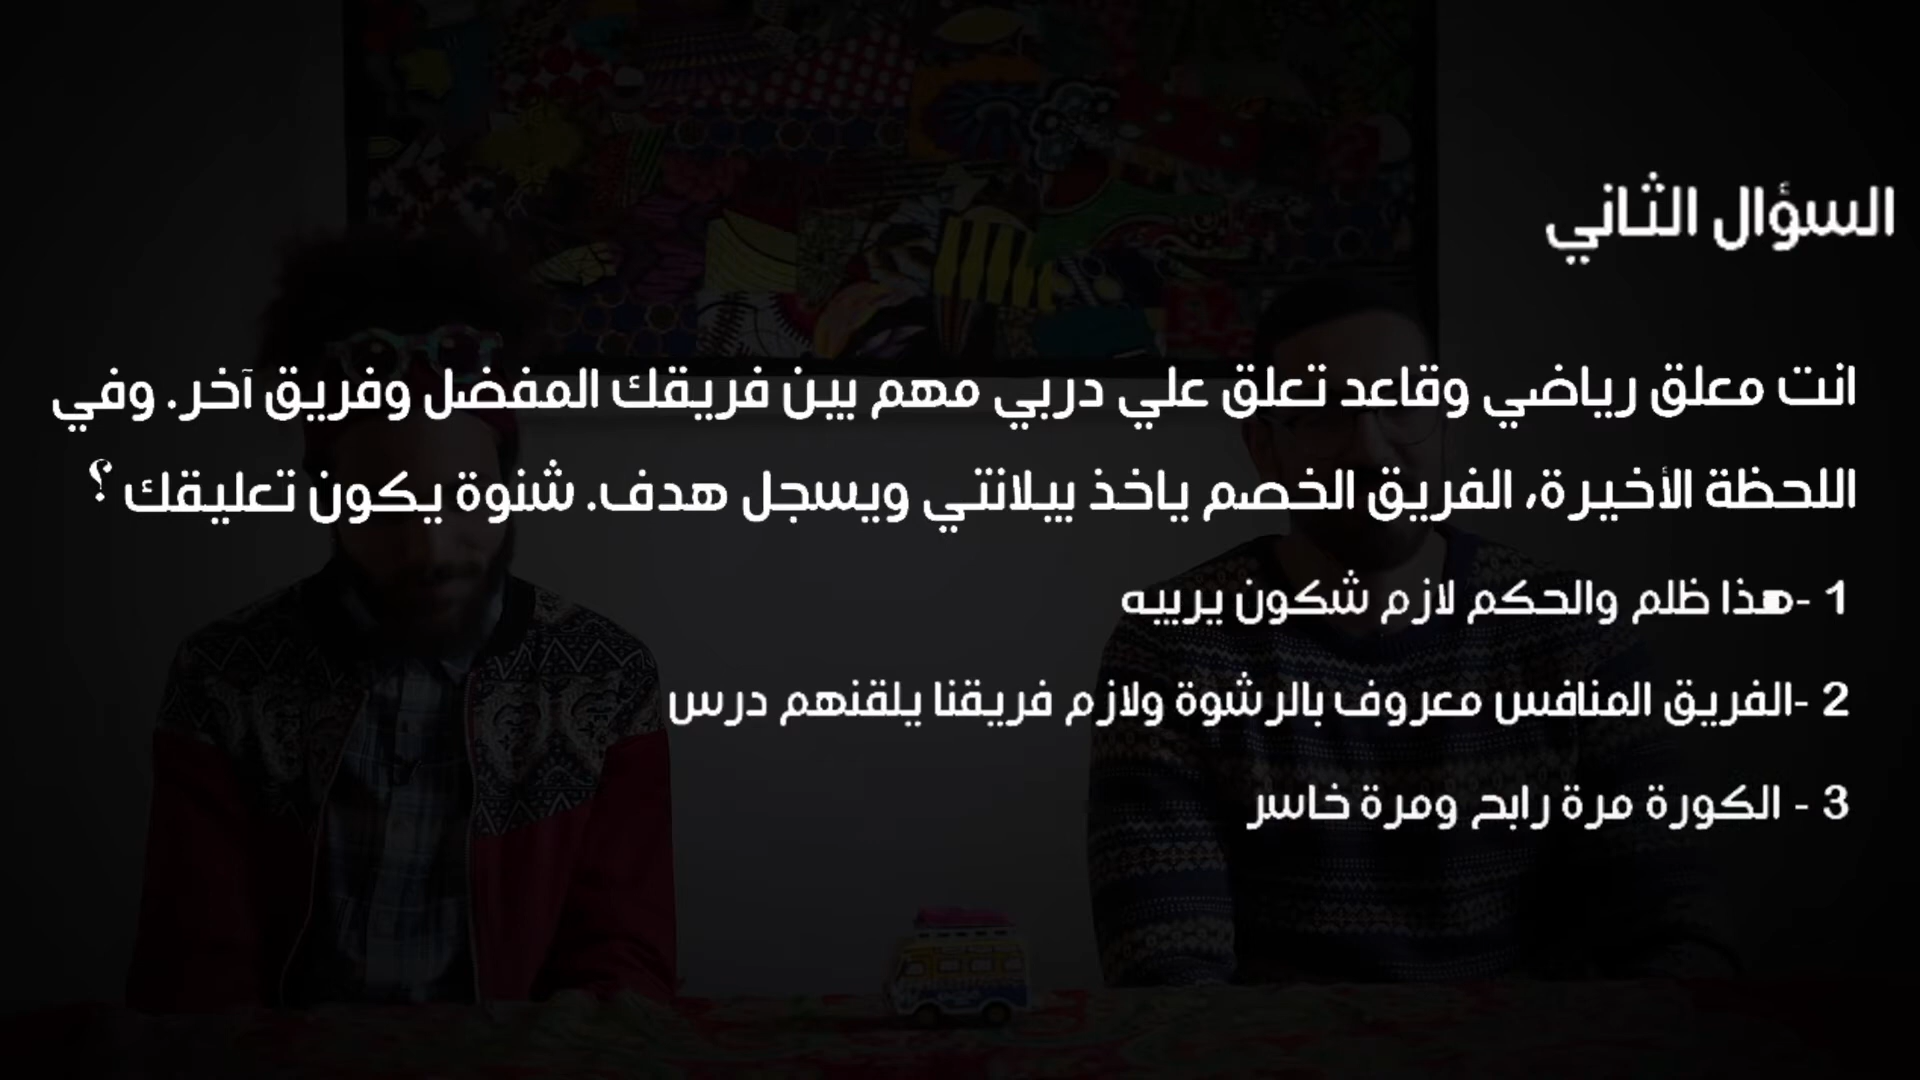 السؤال الثاني
انت معلق رياضي وقاعد تعلق علي دربي مهم بين فريقك المفضل وفريق آخر. وفي
اللحظة الأخيرة، الفريق الخصم ياخذ بيلانتي ويسجل هدف. شنوة يكون تعليقك ؟
1 -هذا ظلم والحكم لازم شكون يربيه
2 -الفريق المنافس معروف بالرشوة ولازم فريقنا يلقنهم درس
3 - الكورة مرة رابح ومرة خاسر